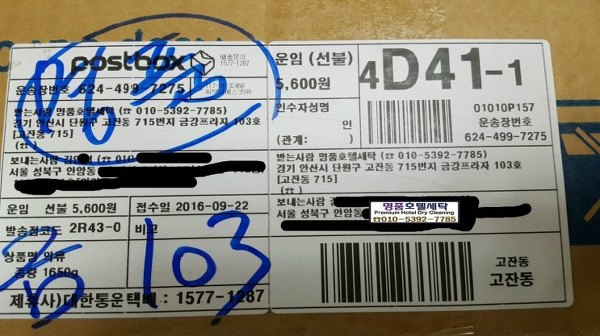 postbox
배송문의
1577-1287
운송장번호 624-499-7275
받는사람 명품호텔세탁 (☎ 010-5392-7785)
경기 안산시 단원구 고잔동 715번지 금강프라자 103호
[고잔동 715]
(☎ )
보내는사람 (☎ 010
서울 성북구 안암동
운임 선불 5,600원 접수일 2016-09-22
발송점코드 2R43-0 비고
상품명 의류
중량 1650g
103
제휴사)대한통운택배 : 1577-1287
운임 (선불)
5,600원
4D41-1
인수자성명
인
(관계: )
01010P157
운송장번호
624-499-7275
받는사람 명품호텔세탁 (☎ 010-5392-7785)
경기 안산시 단원구 고잔동 715번지 금강프라자 103호
[고잔동 715]
(☎ )
보내는사람
서울 성북구 안암동
명품호텔세탁
Premium Hotel Dry Cleaning
☎010-5392-7785
고잔동
고잔동